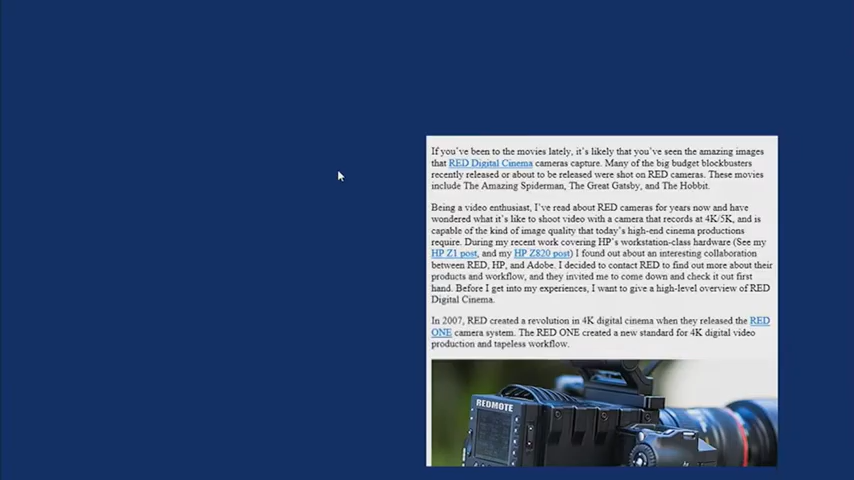 If you've been to the movies lately, it's likely that you've seen the amazing images
that RED Digital Cinema cameras capture. Many of the big budget blockbusters
recently released or about to be released were shot on RED cameras. These movies
include The Amazing Spiderman, The Great Gatsby, and The Hobbit.
Being a video enthusiast, I've read about RED cameras for years now and have
wondered what it's like to shoot video with a camera that records at 4K/5K, and is
capable of the kind of image quality that today's high-end cinema productions
require. During my recent work covering HP's workstation-class hardware (See my
HP Z1 post, and my HP Z820 post) I found out about an interesting collaboration
between RED, HP, and Adobe. I decided to contact RED to find out more about their
products and workflow, and they invited me to come down and check it out first
hand. Before I get into my experiences, I want to give a high-level overview of RED
Digital Cinema.
In 2007, RED created a revolution in 4K digital cinema when they released the RED
ONE camera system. The RED ONE created a new standard for 4K digital video
production and tapeless workflow.
REDMOTE